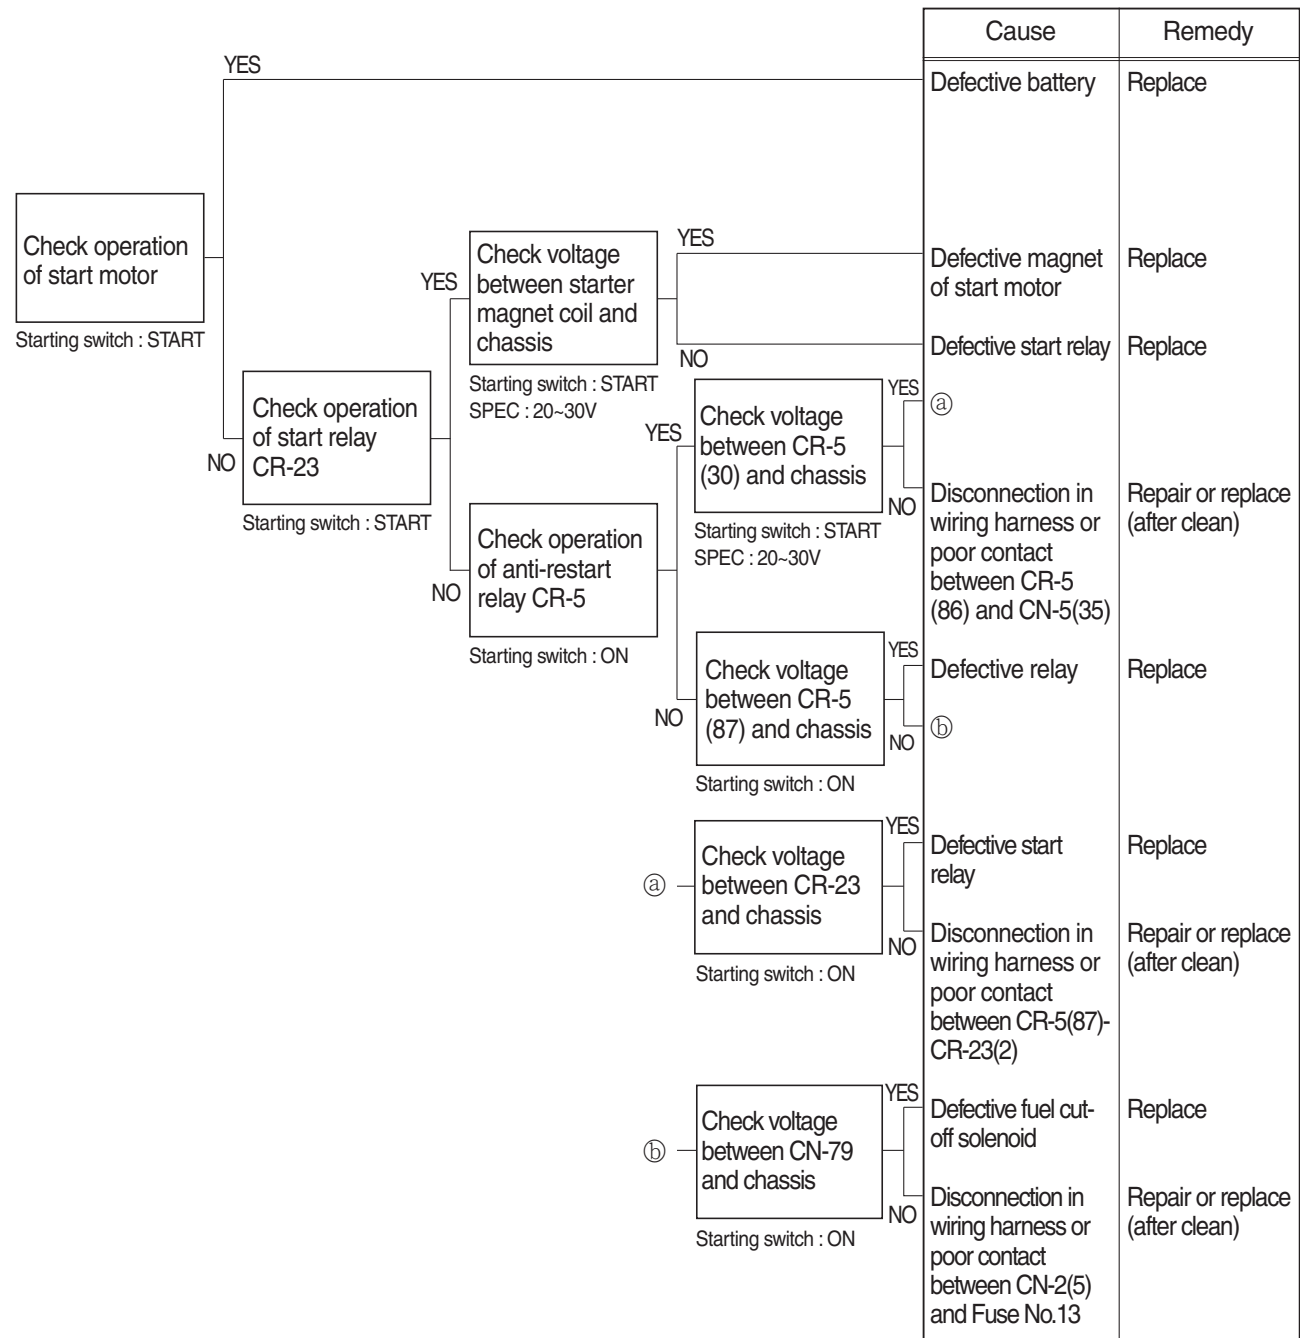 Cause
Remedy
YES
Defective battery
Replace
Check operation
of start motor
Starting switch : START
NO
Check operation
of start relay
CR-23
Starting switch : START
YES
Check voltage
between starter
magnet coil and
chassis
Starting switch : START
SPEC : 20~30V
YES
Defective magnet
of start motor
Replace
NO
Defective start relay
Replace
NO
Check operation
of anti-restart
relay CR-5
Starting switch : ON
YES
Check voltage
between CR-5
(30) and chassis
Starting switch : START
SPEC : 20~30V
YES
ⓐ
NO
Disconnection in
wiring harness or
poor contact
between CR-5
(86) and CN-5(35)
Repair or replace
(after clean)
NO
Check voltage
between CR-5
(87) and chassis
Starting switch : ON
YES
Defective relay
Replace
NO
ⓑ
ⓐ
Check voltage
between CR-23
and chassis
Starting switch : ON
YES
Defective start
relay
Replace
NO
Disconnection in
wiring harness or
poor contact
between CR-5(87)-
CR-23(2)
Repair or replace
(after clean)
ⓑ
Check voltage
between CN-79
and chassis
Starting switch : ON
YES
Defective fuel cut-
off solenoid
Replace
NO
Disconnection in
wiring harness or
poor contact
between CN-2(5)
and Fuse No.13
Repair or replace
(after clean)